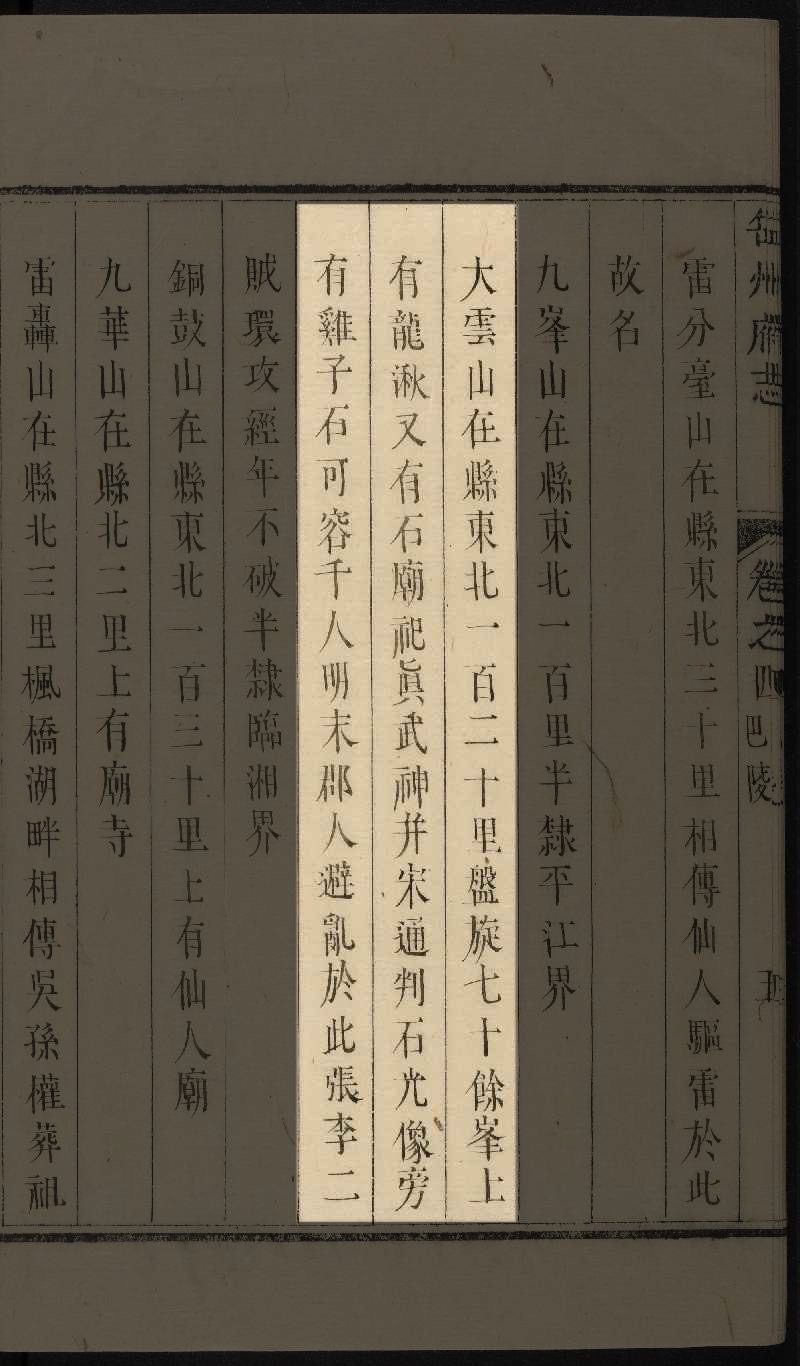 岳州府志
卷之四 巴陵 五
雷分臺山在縣東北三十里相傳仙人驅雷於此
故名
九峯山在縣東北一百里半隸平江界
大雲山在縣東北一百二十里盤旋七十餘峯上
有龍湫又有石廟祀眞武神并宋通判石光像旁
有雞子石可容千人明末郡人避亂於此張李二
賊環攻經年不破半隸臨湘界
銅鼓山在縣東北一百三十里上有仙人廟
九華山在縣北二里上有廟寺
雷轟山在縣北三里楓橋湖畔相傳吳孫權葬祖